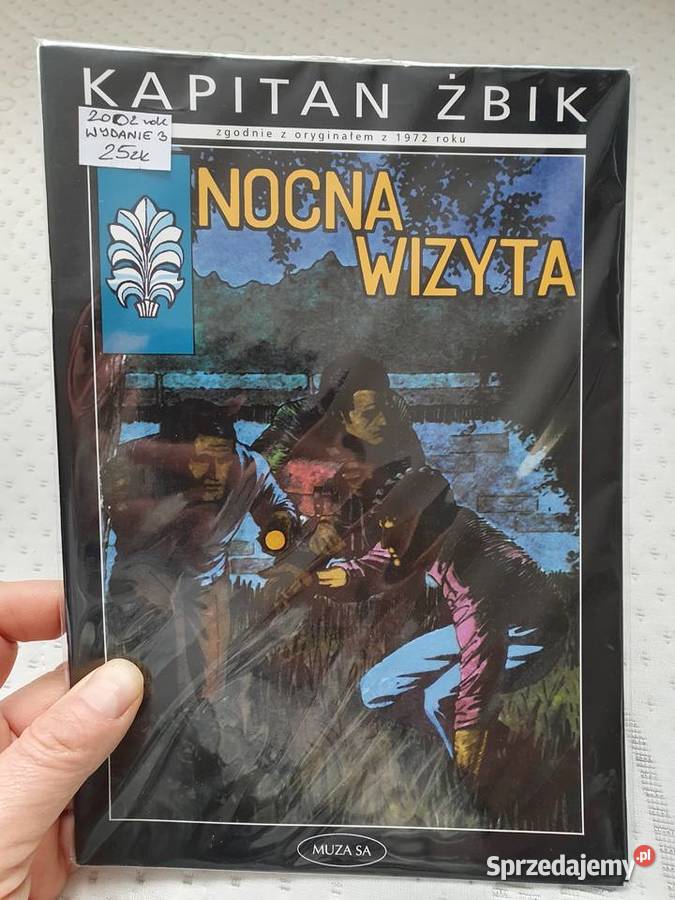 KAPITAN ŻBIK
2002 rok
WYDANIE 3
25zł
zgodnie z oryginałem z 1972 roku
NOCNA
WIZYTA
MUZA SA
Sprzedajemy.pl